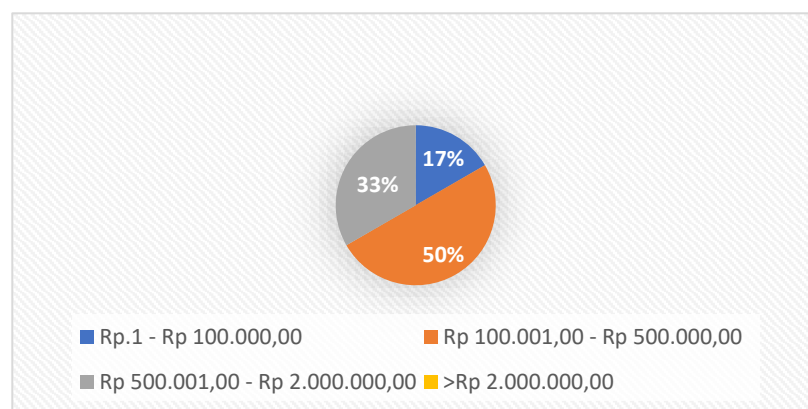 17%
33%
50%
Rp.1 - Rp 100.000,00
Rp 100.001,00 - Rp 500.000,00
Rp 500.001,00 - Rp 2.000.000,00
>Rp 2.000.000,00